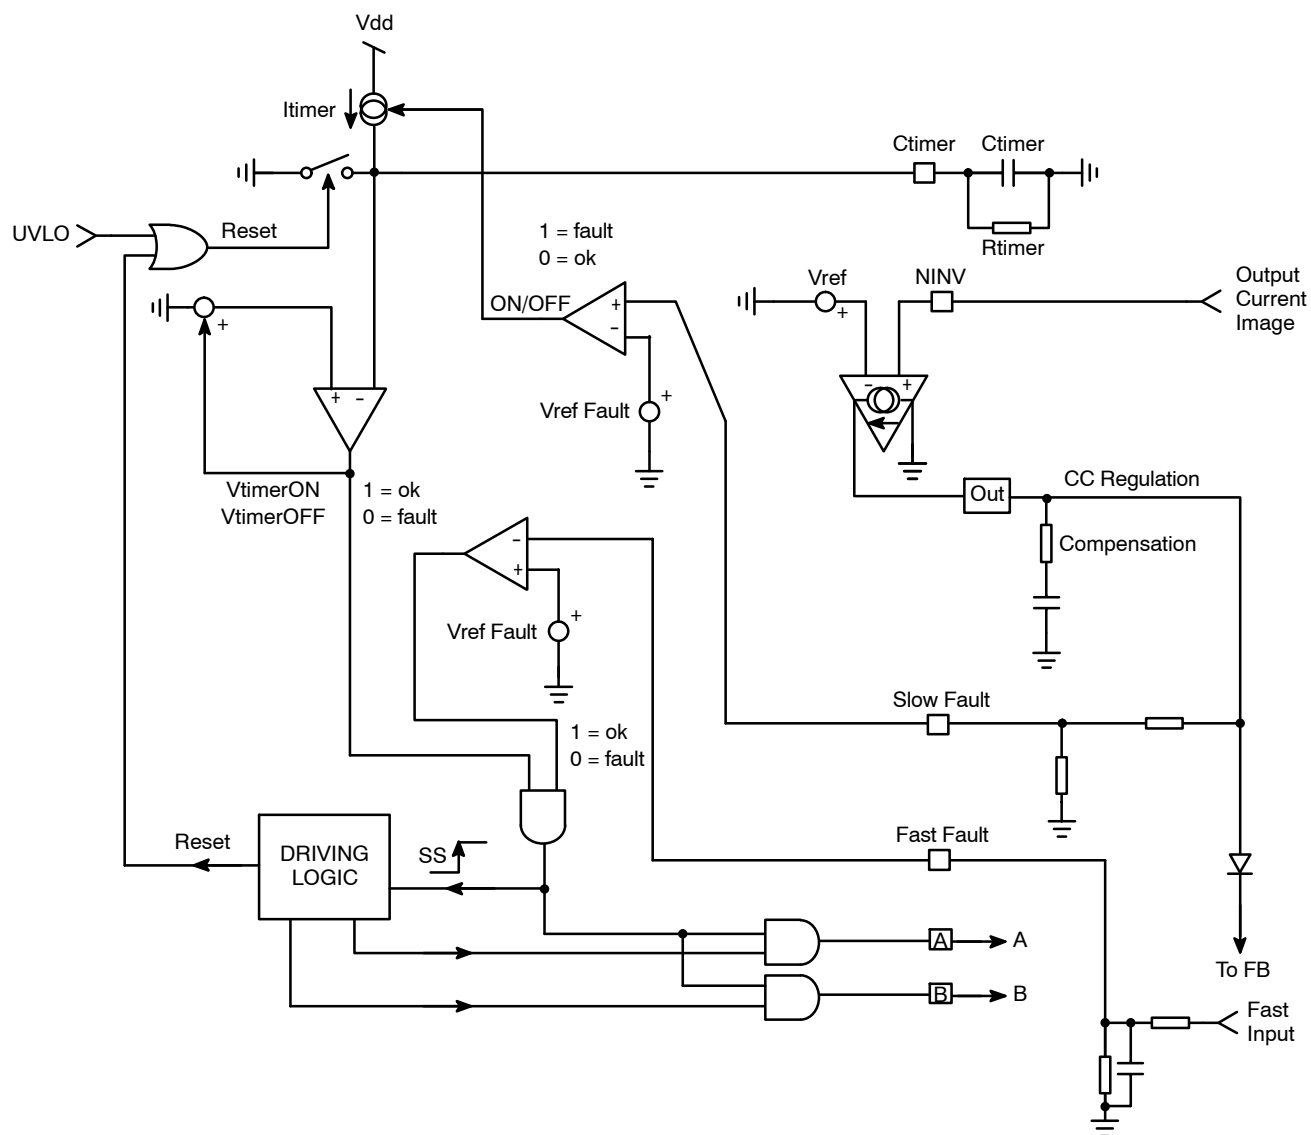 Vdd
Itimer
Ctimer
Ctimer
UVLO
Reset
1 = fault
0 = ok
Rtimer
Vref
NINV
Output
Current
Image
ON/OFF
+
-
+
+
-
+
+
-
+
Vref Fault
VtimerON
VtimerOFF
1 = ok
0 = fault
Out
CC Regulation
Compensation
-
+
+
Vref Fault
Slow Fault
1 = ok
0 = fault
Reset
DRIVING
LOGIC
SS
Fast Fault
A
A
To FB
B
B
Fast
Input